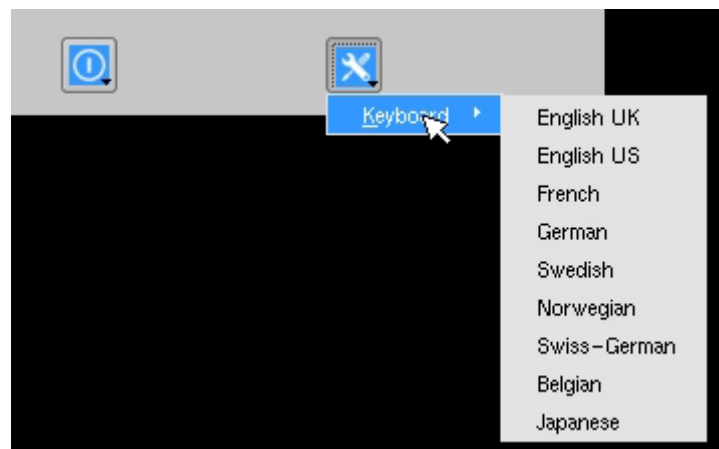 Keyboard
English UK
English US
French
German
Swedish
Norwegian
Swiss-German
Belgian
Japanese